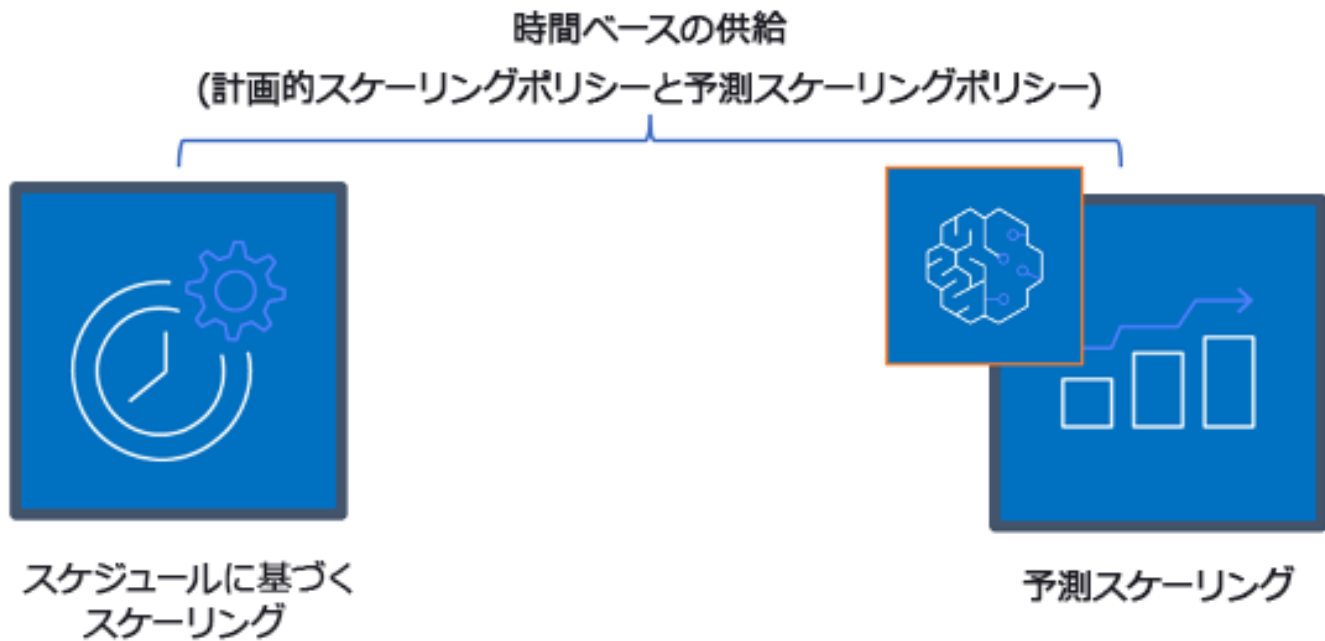 時間ベースの供給
(計画的スケーリングポリシーと予測スケーリングポリシー)
スケジュールに基づく
スケーリング
予測スケーリング